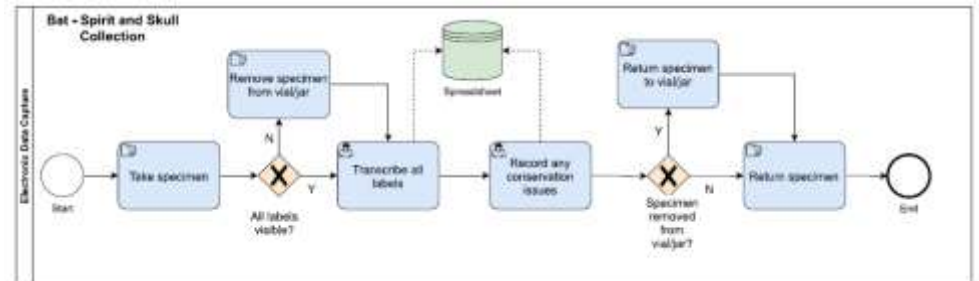 Bat - Spirit and Skull
Collection
Electronic Data Capture
Start
Take specimen
All labels
visible?
N
Y
Remove specimen
from vial/jar
Transcribe all
labels
Spreadsheet
Record any
conservation
issues
Specimen
removed
from
vial/jar?
Y
N
Return specimen
to vial/jar
Return specimen
End